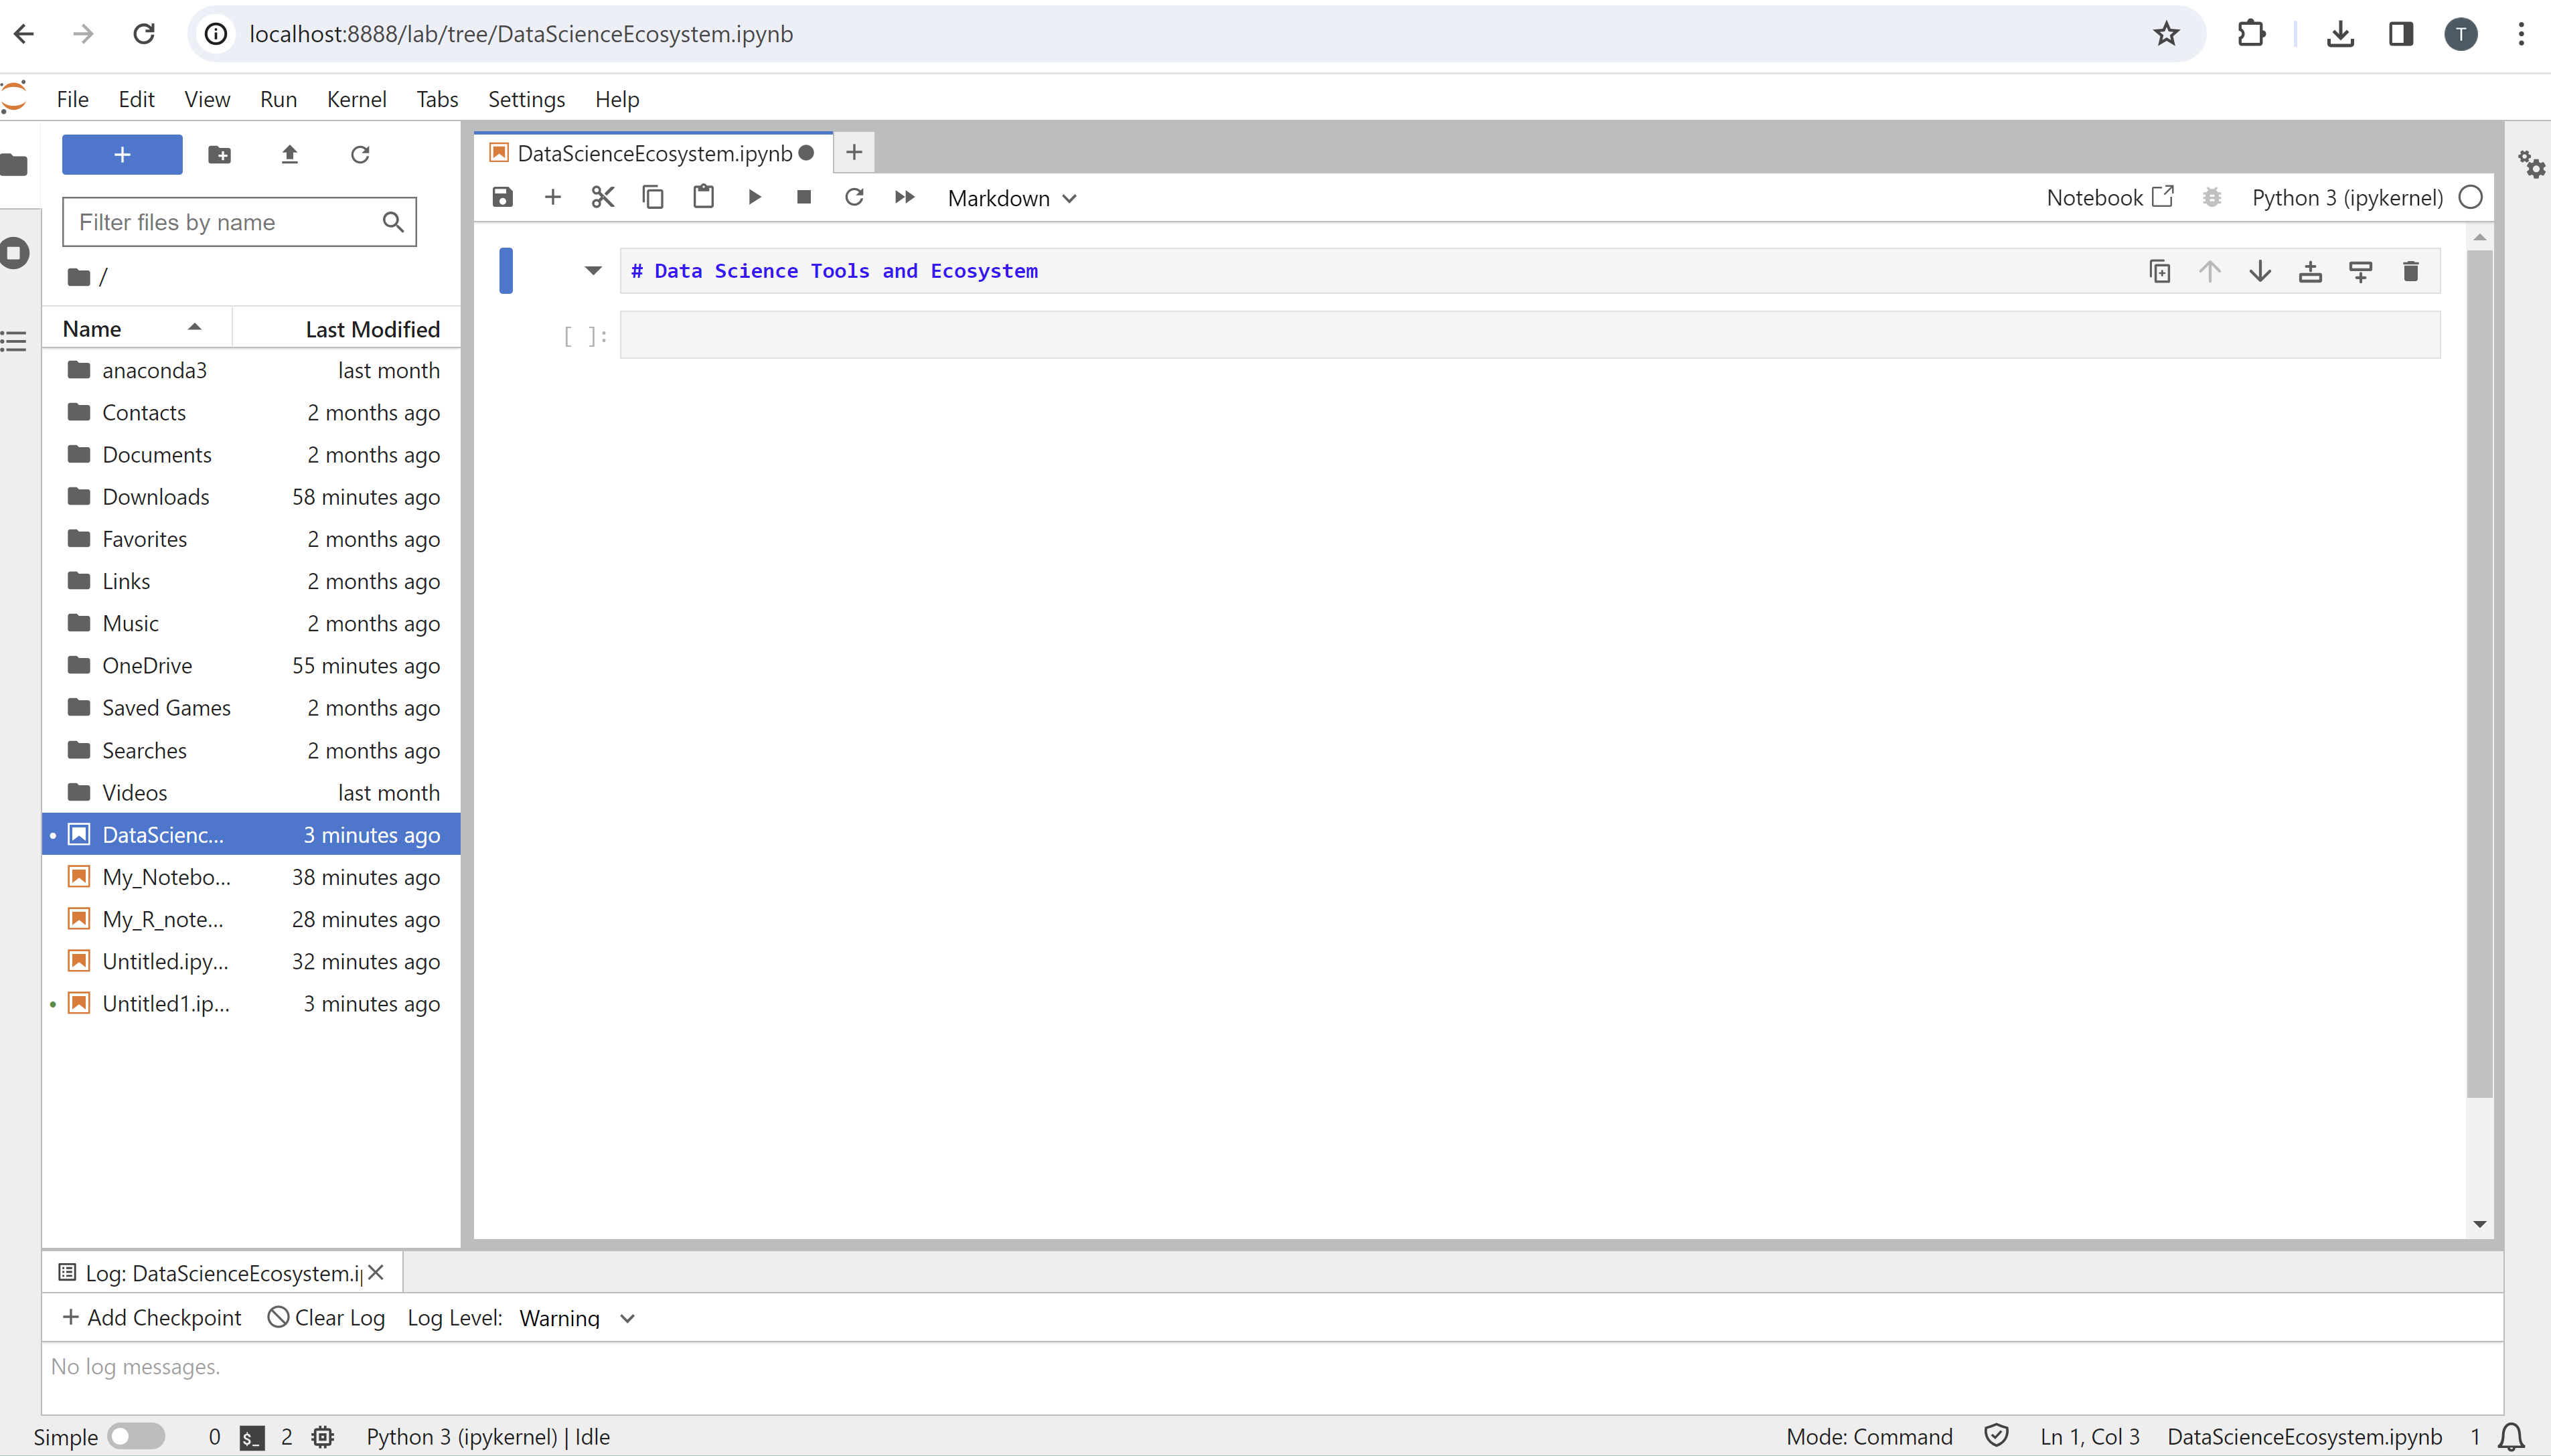 localhost:8888/lab/tree/DataScienceEcosystem.ipynb
T
File Edit View Run Kernel Tabs Settings Help
+
DataScienceEcosystem.ipynb
Markdown
Notebook
Python 3 (ipykernel)
Filter files by name
/
Name Last Modified
anaconda3 last month
Contacts 2 months ago
Documents 2 months ago
Downloads 58 minutes ago
Favorites 2 months ago
Links 2 months ago
Music 2 months ago
OneDrive 55 minutes ago
Saved Games 2 months ago
Searches 2 months ago
Videos last month
DataScienc... 3 minutes ago
My_Notebo... 38 minutes ago
My_R_note... 28 minutes ago
Untitled.ipy... 32 minutes ago
Untitled1.ip... 3 minutes ago
# Data Science Tools and Ecosystem
[ ]:
Log: DataScienceEcosystem.i
+ Add Checkpoint Clear Log Log Level: Warning
No log messages.
Simple 0 $_ 2 Python 3 (ipykernel) | Idle Mode: Command Ln 1, Col 3 DataScienceEcosystem.ipynb 1